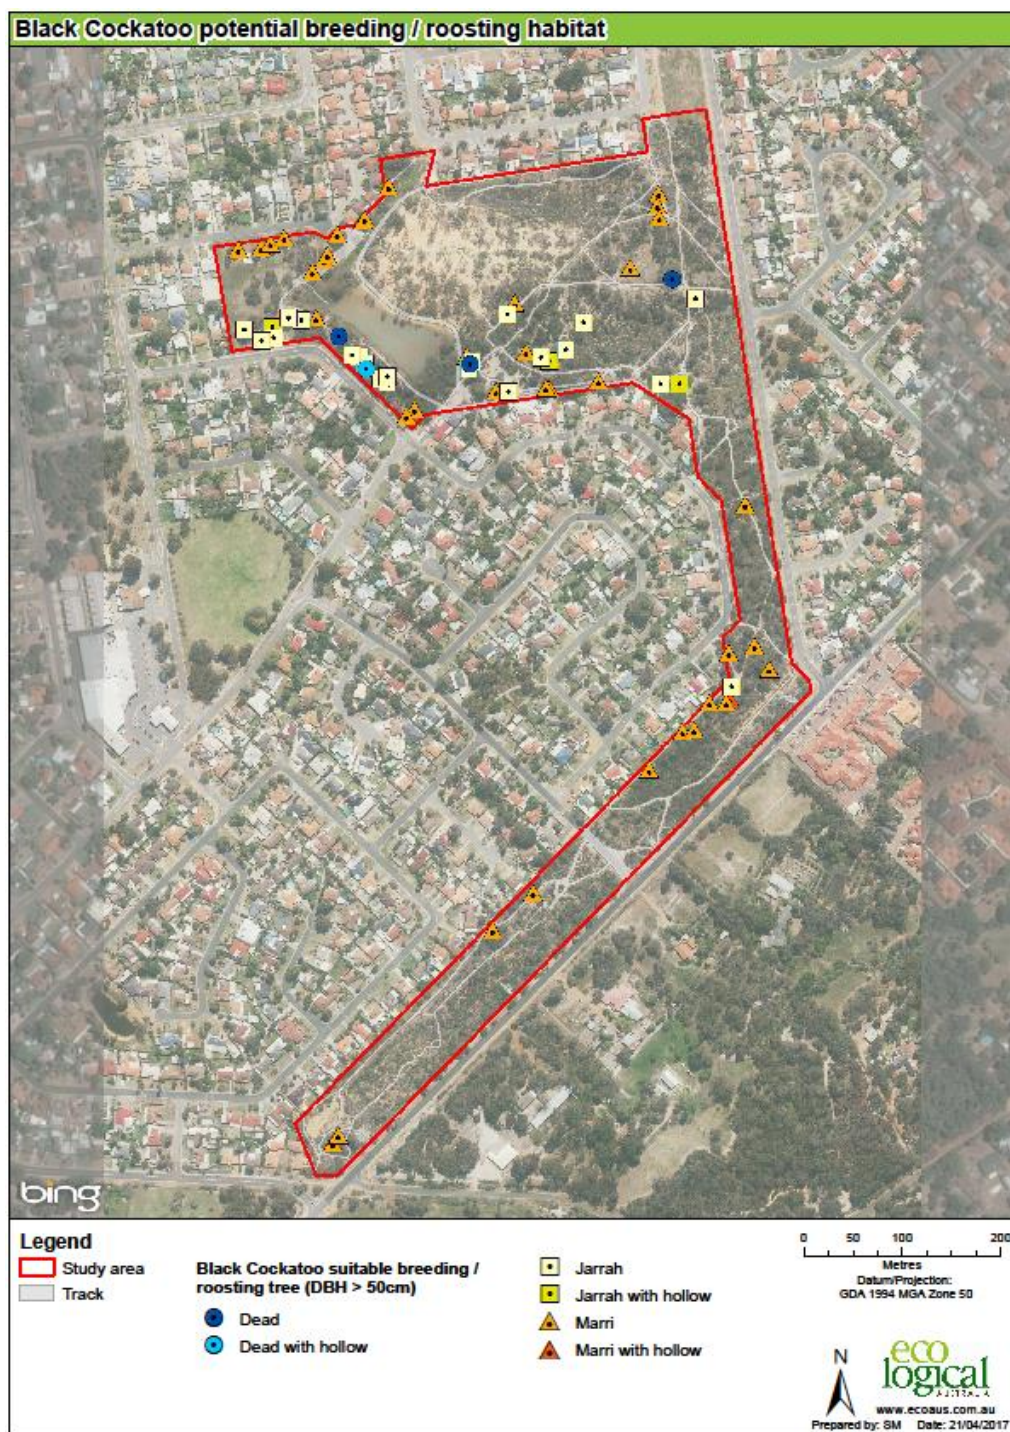 Black Cockatoo potential breeding / roosting habitat
bing
Legend
Study area
Track
Black Cockatoo suitable breeding /
roosting tree (DBH > 50cm)
Dead
Dead with hollow
Jarrah
Jarrah with hollow
Marri
Marri with hollow
0 50 100 200
Metres
Datum/Projection:
GDA 1994 MGA Zone 50
N
eco
logical
AUSTRALIA
www.ecoaus.com.au
Prepared by: SM Date: 21/04/2017